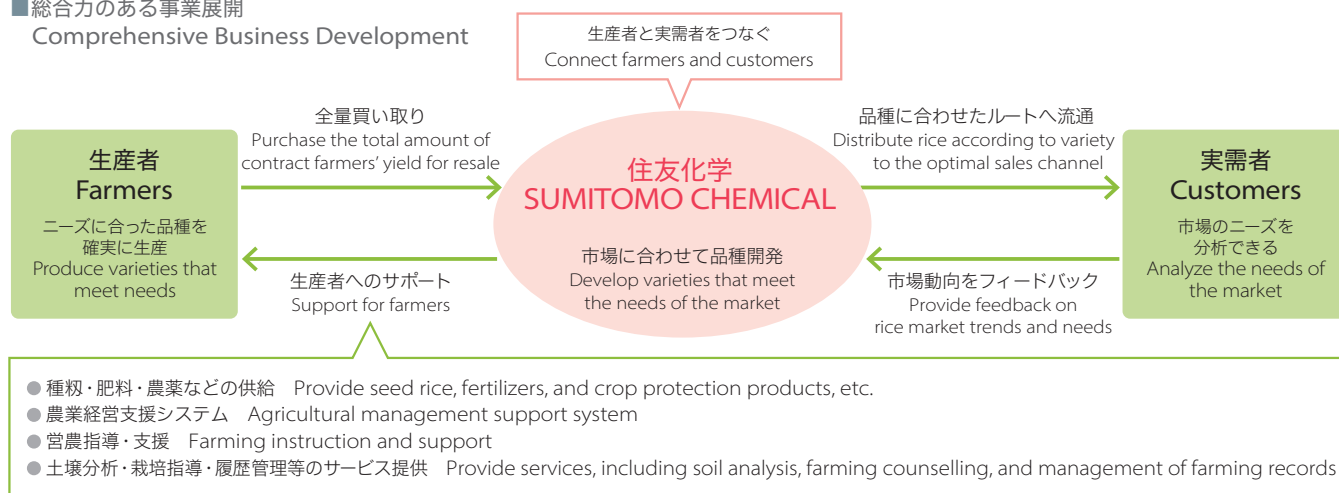 ■総合力のある事業展開
Comprehensive Business Development
生産者と実需者をつなぐ
Connect farmers and customers
生産者
Farmers
ニーズに合った品種を
確実に生産
Produce varieties that
meet needs
全量買い取り
Purchase the total amount of
contract farmers' yield for resale
生産者へのサポート
Support for farmers
住友化学
SUMITOMO CHEMICAL
市場に合わせて品種開発
Develop varieties that meet
the needs of the market
品種に合わせたルートへ流通
Distribute rice according to variety
to the optimal sales channel
市場動向をフィードバック
Provide feedback on
rice market trends and needs
実需者
Customers
市場のニーズを
分析できる
Analyze the needs of
the market
●種籾・肥料・農薬などの供給　Provide seed rice, fertilizers, and crop protection products, etc.
●農業経営支援システム　Agricultural management support system
●営農指導・支援　Farming instruction and support
●土壌分析・栽培指導・履歴管理等のサービス提供　Provide services, including soil analysis, farming counselling, and management of farming records